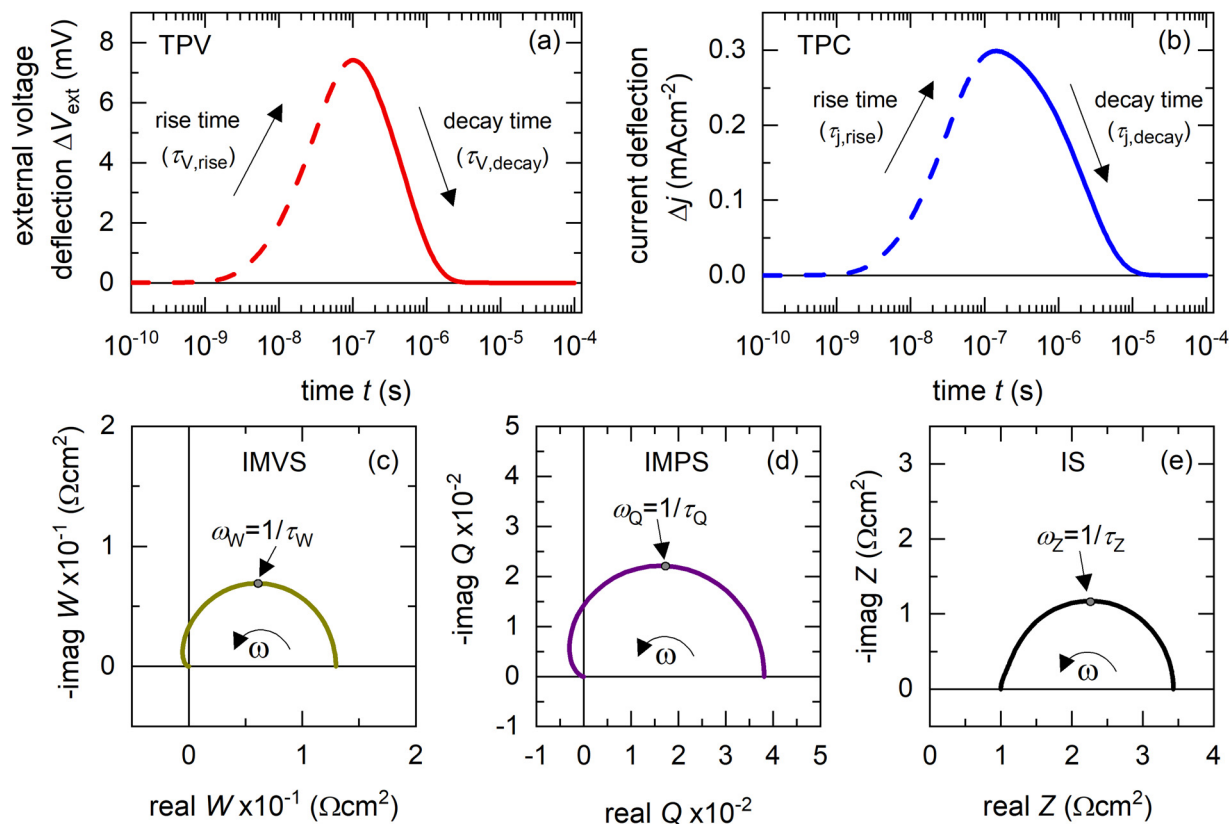 TPV
(a)
external voltage
deflection ΔV_ext (mV)
8
6
4
2
0
rise time
(τ_V,rise)
decay time
(τ_V,decay)
10^-10 10^-9 10^-8 10^-7 10^-6 10^-5 10^-4
time t (s)
TPC
(b)
current deflection
Δj (mAcm^-2)
0.3
0.2
0.1
0.0
rise time
(τ_j,rise)
decay time
(τ_j,decay)
10^-10 10^-9 10^-8 10^-7 10^-6 10^-5 10^-4
time t (s)
IMVS
(c)
-imag W x10^-1 (Ωcm^2)
2
1
0
ω_W=1/τ_W
ω
0 1 2
real W x10^-1 (Ωcm^2)
IMPS
(d)
-imag Q x10^-2
5
4
3
2
1
0
-1
ω_Q=1/τ_Q
ω
-1 0 1 2 3 4 5
real Q x10^-2
IS
(e)
-imag Z (Ωcm^2)
3
2
1
0
ω_Z=1/τ_Z
ω
0 1 2 3 4
real Z (Ωcm^2)